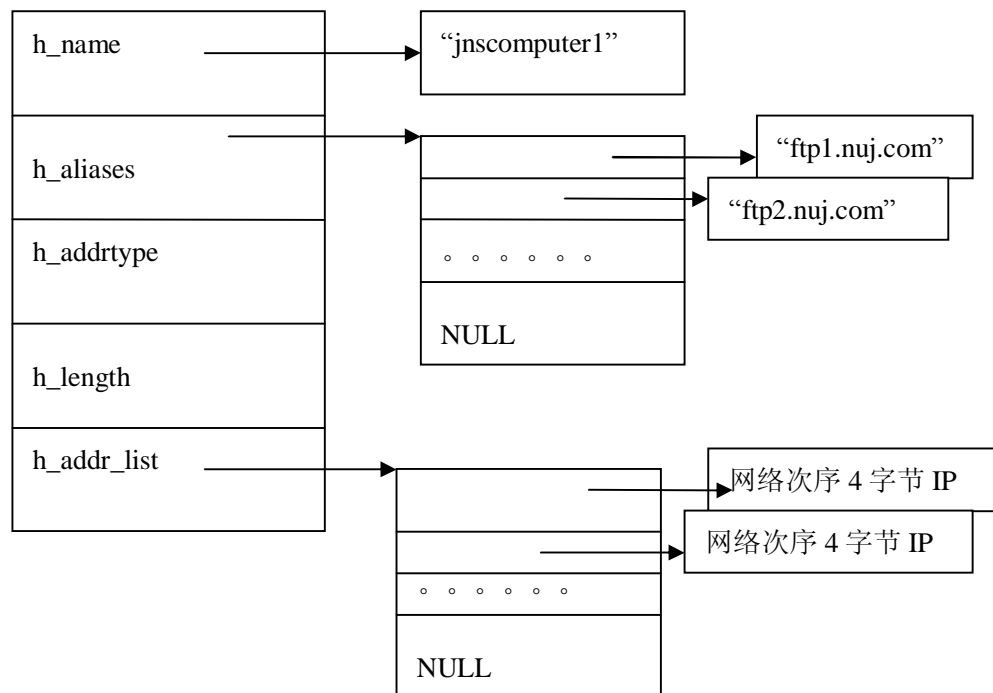 h_name
“jnscomputer1”
h_aliases
“ftp1.nuj.com”
“ftp2.nuj.com”
。。。。。。
NULL
h_addrtype
h_length
h_addr_list
网络次序 4 字节 IP
网络次序 4 字节 IP
。。。。。。
NULL